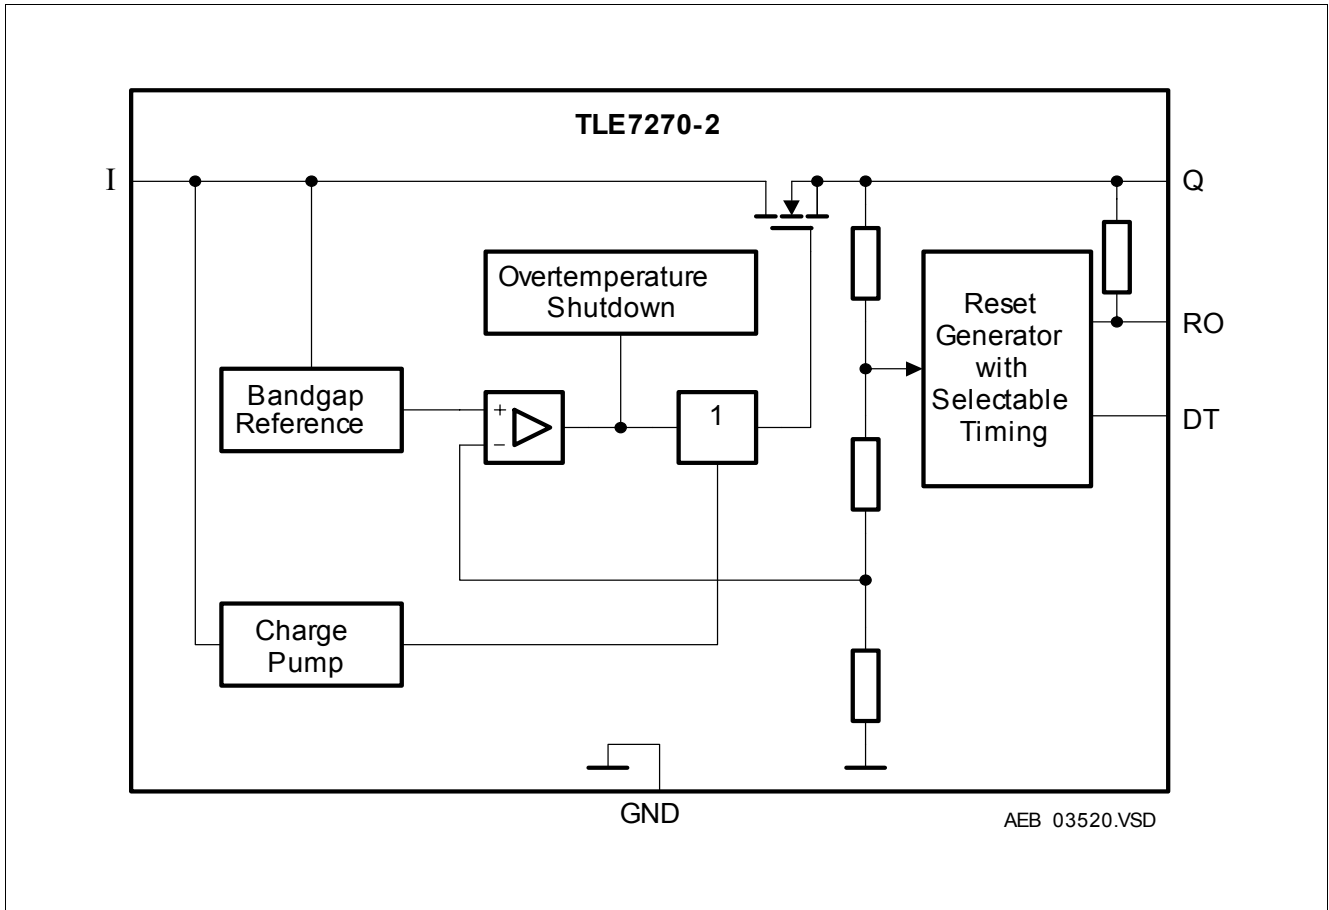 TLE7270-2
I
Q
Overtemperature
Shutdown
Reset
Generator
with
Selectable
Timing
RO
Bandgap
Reference
+
−
1
DT
Charge
Pump
GND
AEB 03520.VSD